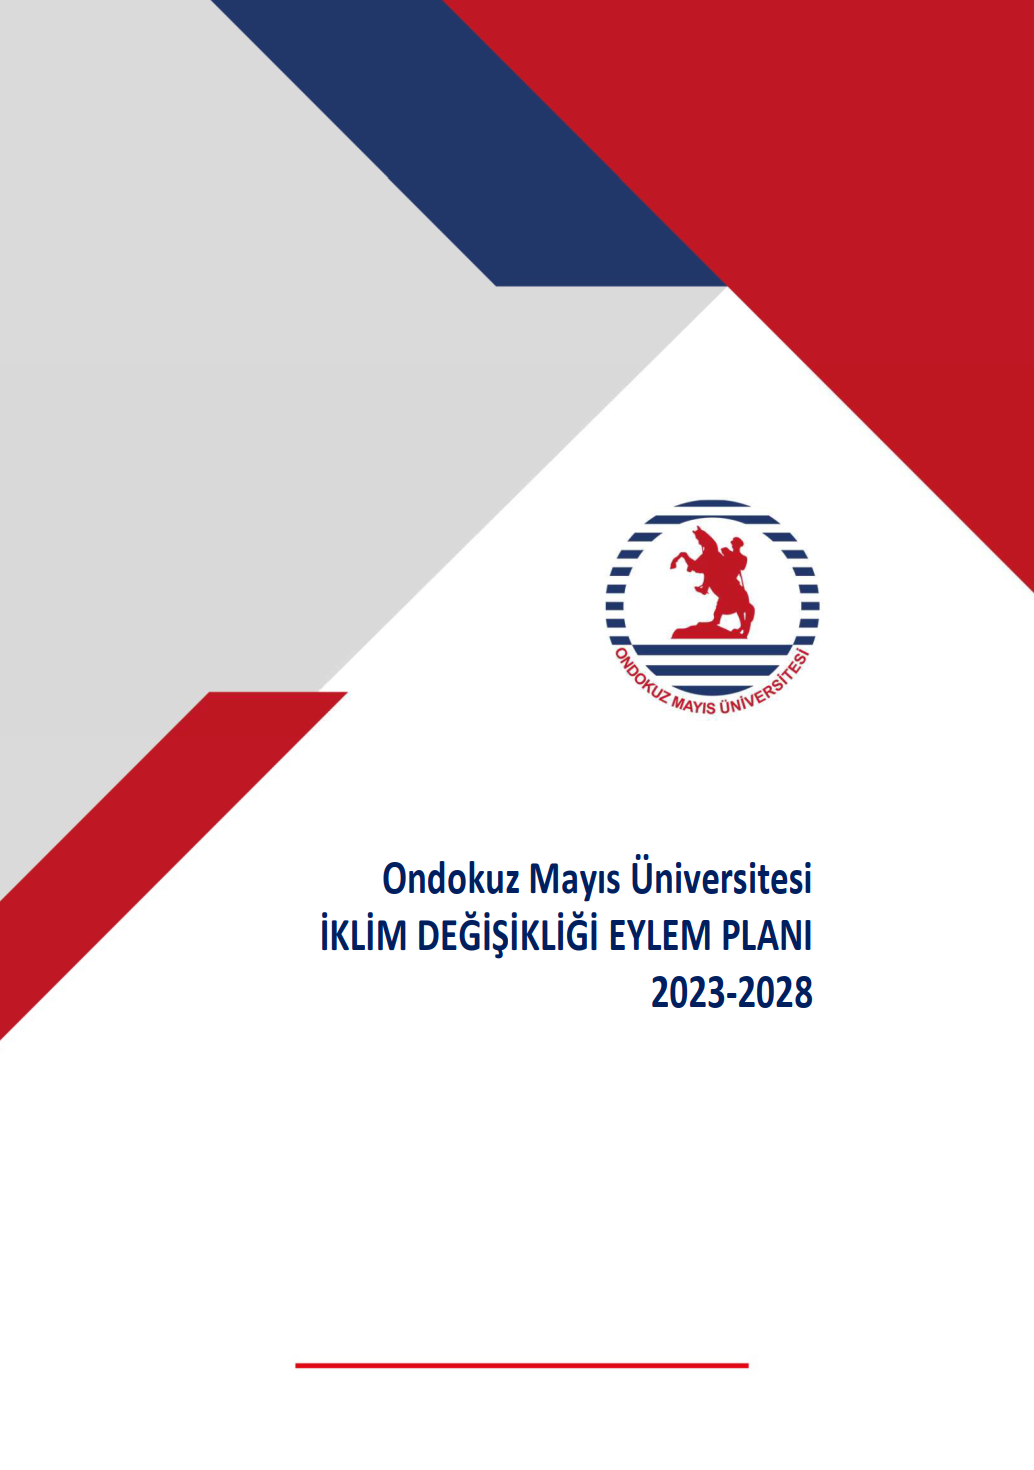 ONDOKUZ MAYIS ÜNİVERSİTESİ
Ondokuz Mayıs Üniversitesi
İKLİM DEĞİŞİKLİĞİ EYLEM PLANI
2023-2028